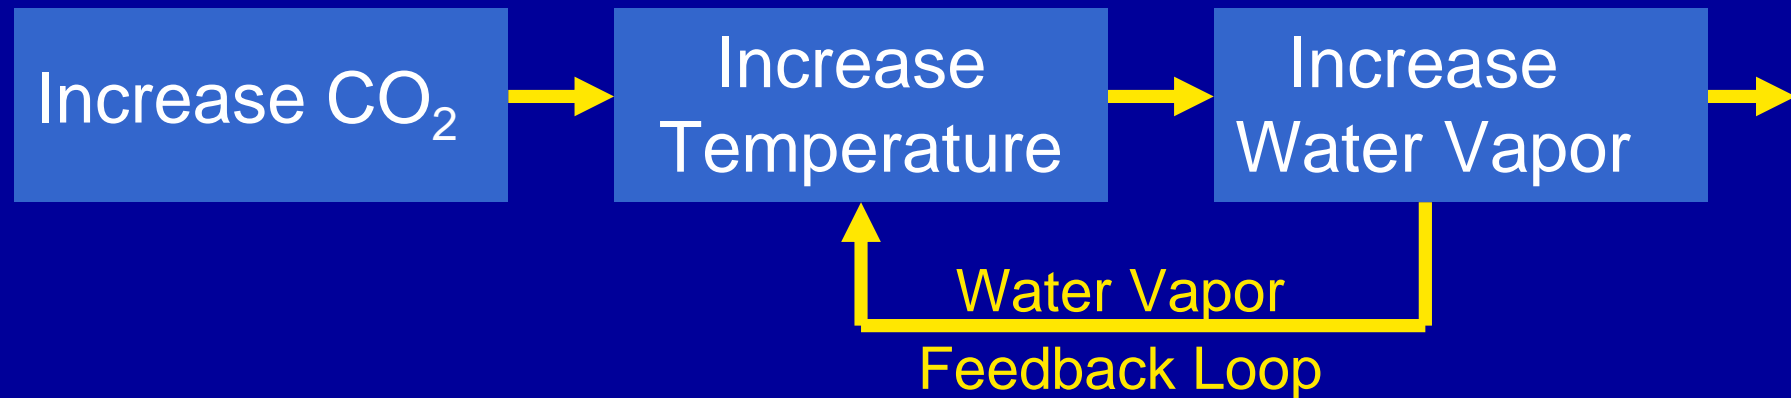 Increase CO₂
Increase
Temperature
Increase
Water Vapor
Water Vapor
Feedback Loop